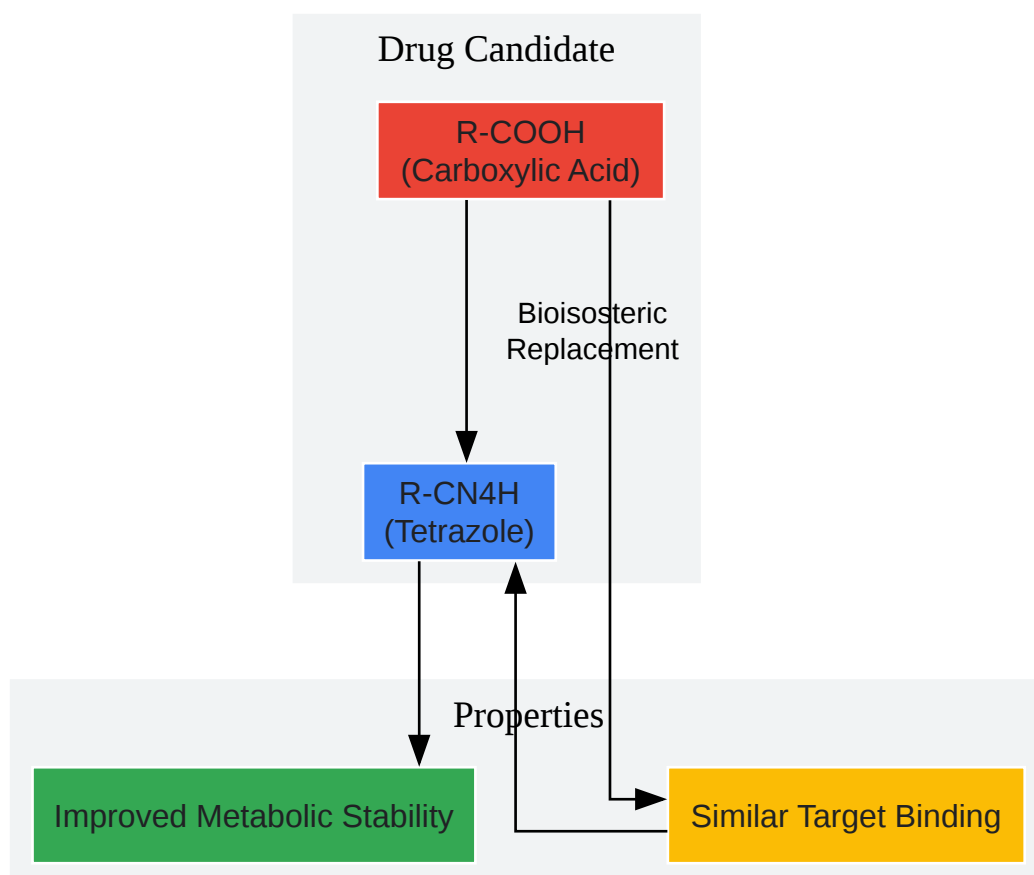 Drug Candidate
R-COOH
(Carboxylic Acid)
Bioisosteric
Replacement
R-CN4H
(Tetrazole)
Properties
Improved Metabolic Stability
Similar Target Binding